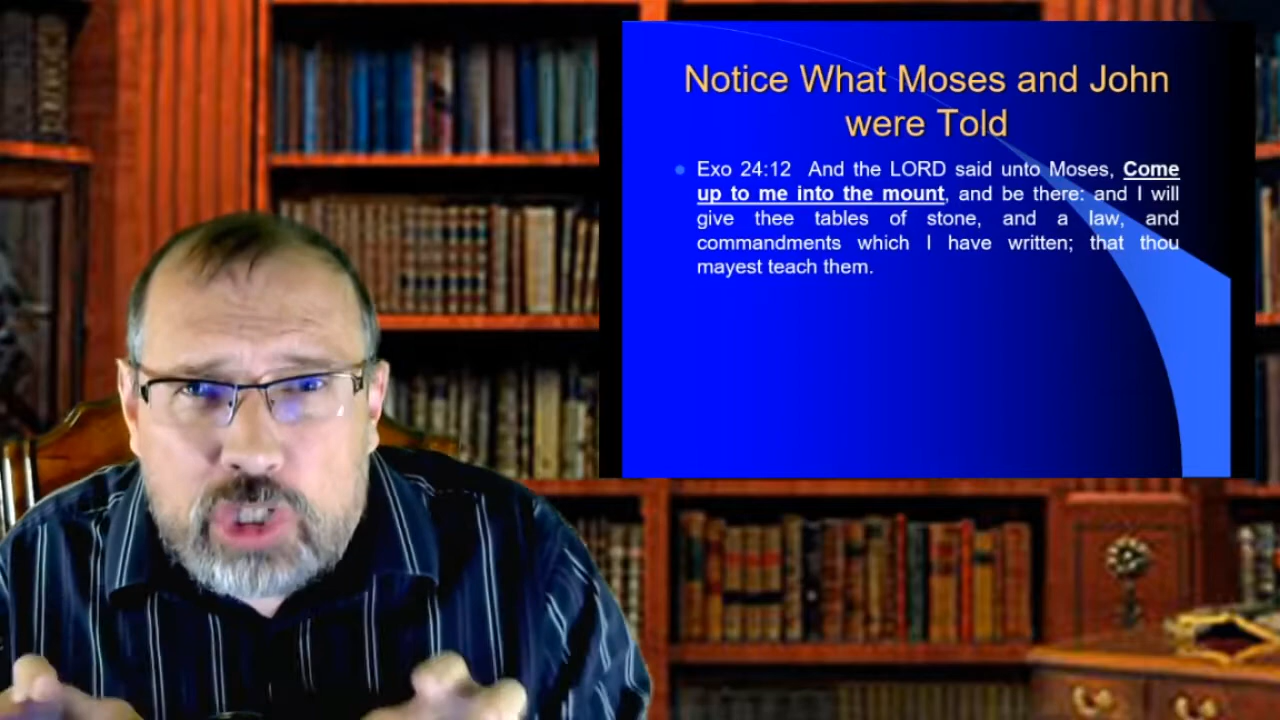 Notice What Moses and John
were Told
Exo 24:12 And the LORD said unto Moses, Come
up to me into the mount, and be there: and I will
give thee tables of stone, and a law, and
commandments which I have written; that thou
mayest teach them.